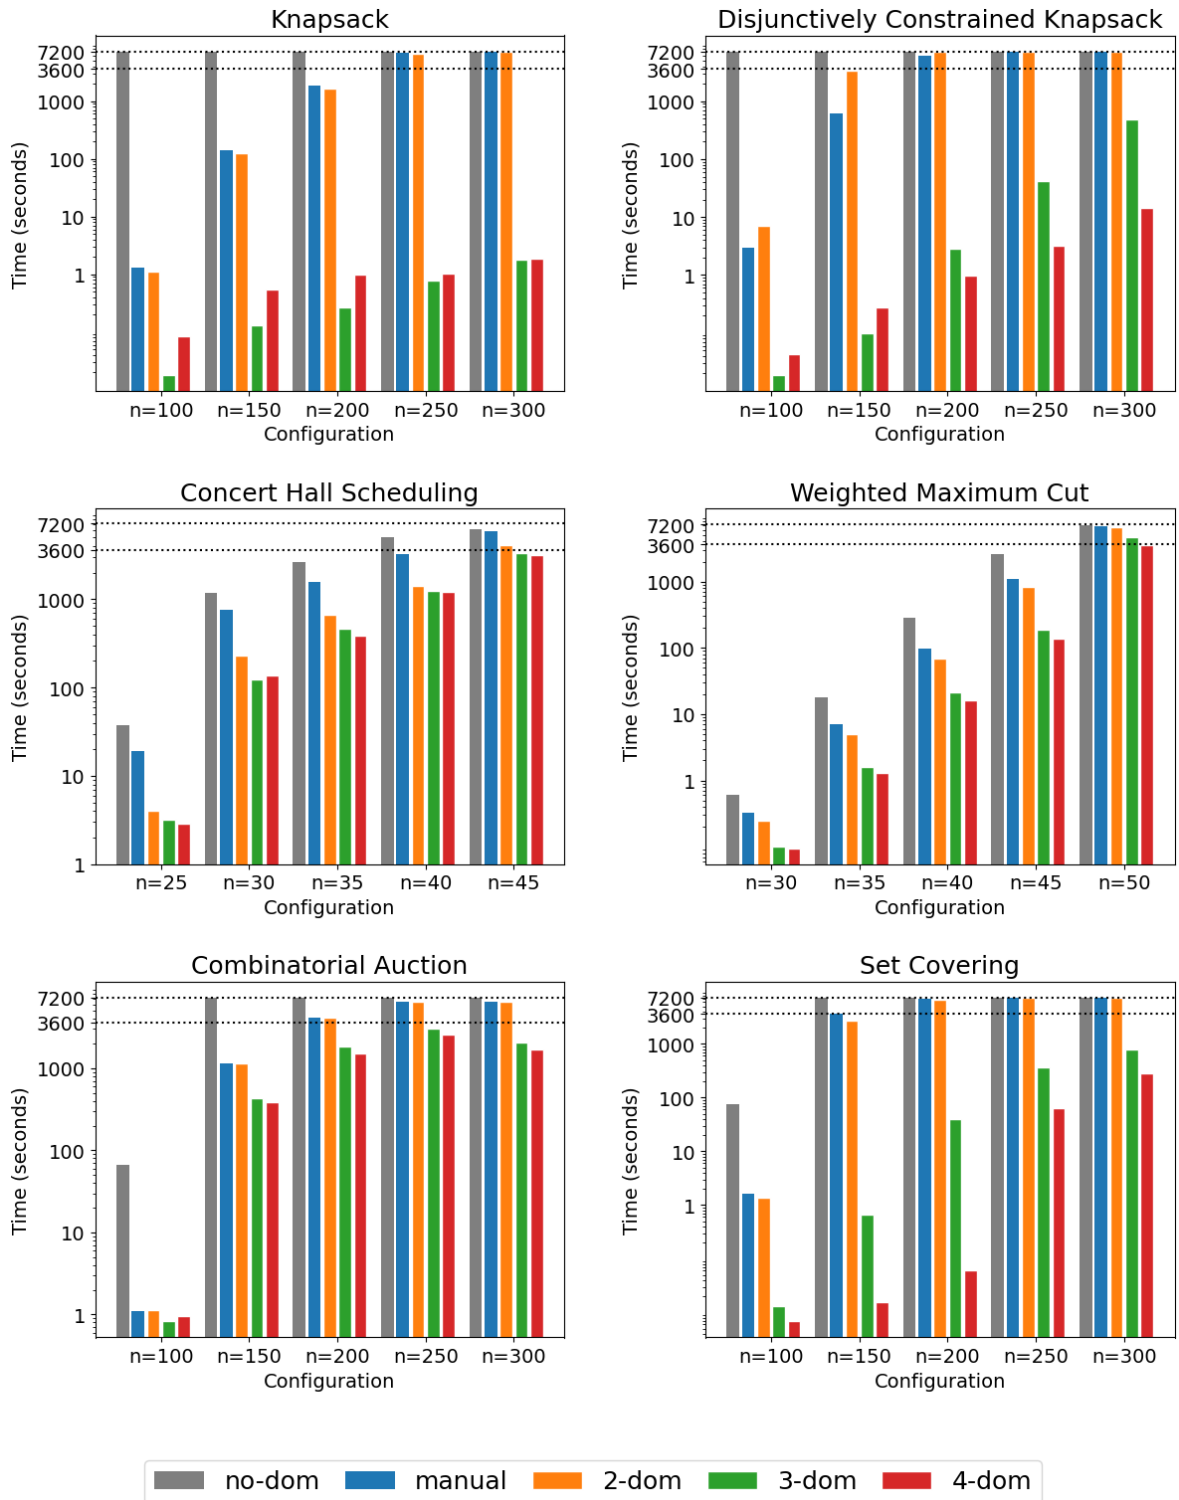 Knapsack
7200
3600
1000
100
10
1
Time (seconds)
n=100 n=150 n=200 n=250 n=300
Configuration
Disjunctively Constrained Knapsack
7200
3600
1000
100
10
1
Time (seconds)
n=100 n=150 n=200 n=250 n=300
Configuration
Concert Hall Scheduling
7200
3600
1000
100
10
1
Time (seconds)
n=25 n=30 n=35 n=40 n=45
Configuration
Weighted Maximum Cut
7200
3600
1000
100
10
1
Time (seconds)
n=30 n=35 n=40 n=45 n=50
Configuration
Combinatorial Auction
7200
3600
1000
100
10
1
Time (seconds)
n=100 n=150 n=200 n=250 n=300
Configuration
Set Covering
7200
3600
1000
100
10
1
Time (seconds)
n=100 n=150 n=200 n=250 n=300
Configuration
no-dom manual 2-dom 3-dom 4-dom